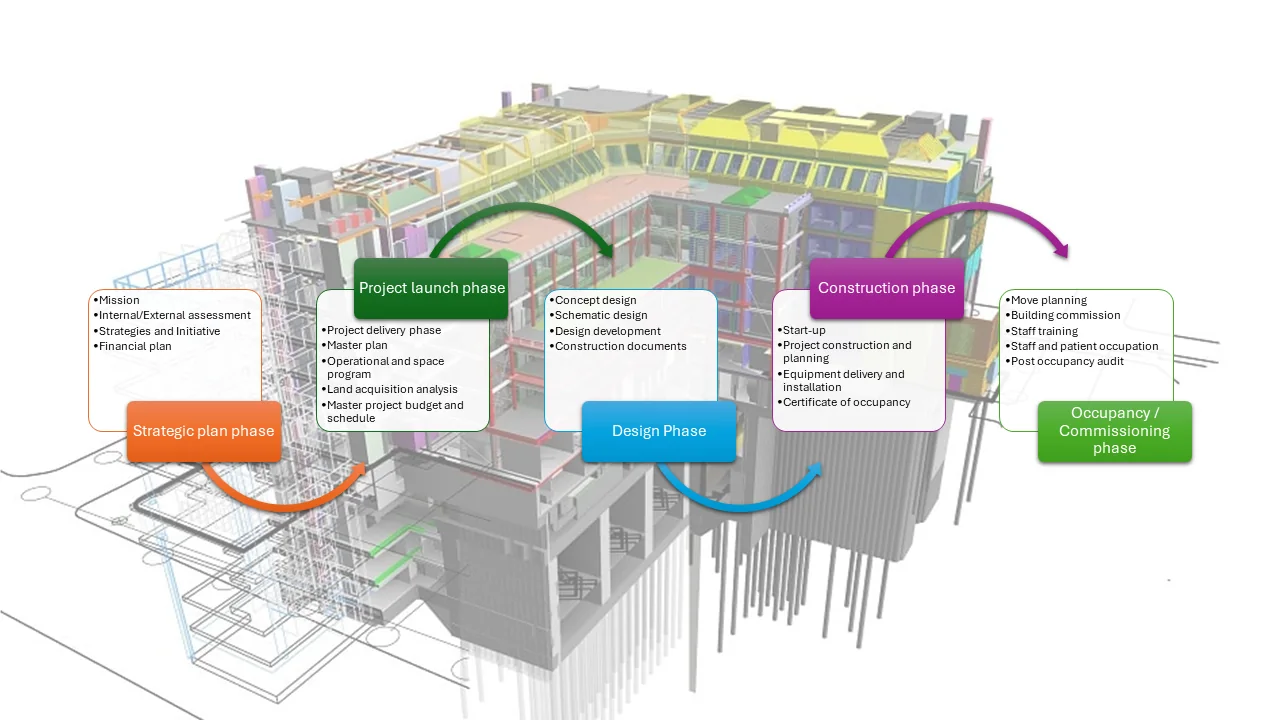 •Mission
•Internal/External assessment
•Strategies and Initiative
•Financial plan
Strategic plan phase
Project launch phase
•Project delivery phase
•Master plan
•Operational and space
program
•Land acquisition analysis
•Master project budget and
schedule
•Concept design
•Schematic design
•Design development
•Construction documents
Design Phase
Construction phase
•Start-up
•Project construction and
planning
•Equipment delivery and
installation
•Certificate of occupancy
•Move planning
•Building commission
•Staff training
•Staff and patient occupation
•Post occupancy audit
Occupancy /
Commissioning
phase